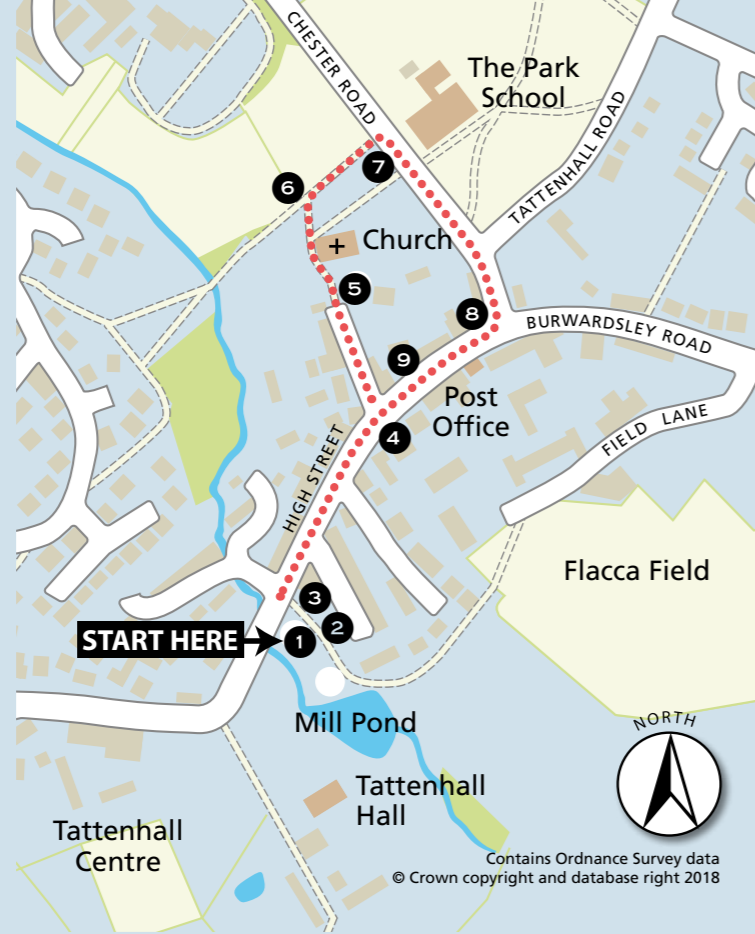 CHESTER ROAD
The Park
School
TATTENHALL ROAD
7
6
Church
5
8
BURWARDSLEY ROAD
9
Post
Office
4
FIELD LANE
HIGH STREET
Flacca Field
3
2
START HERE
1
NORTH
Mill Pond
Tattenhall
Hall
Tattenhall
Centre
Contains Ordnance Survey data
© Crown copyright and database right 2018